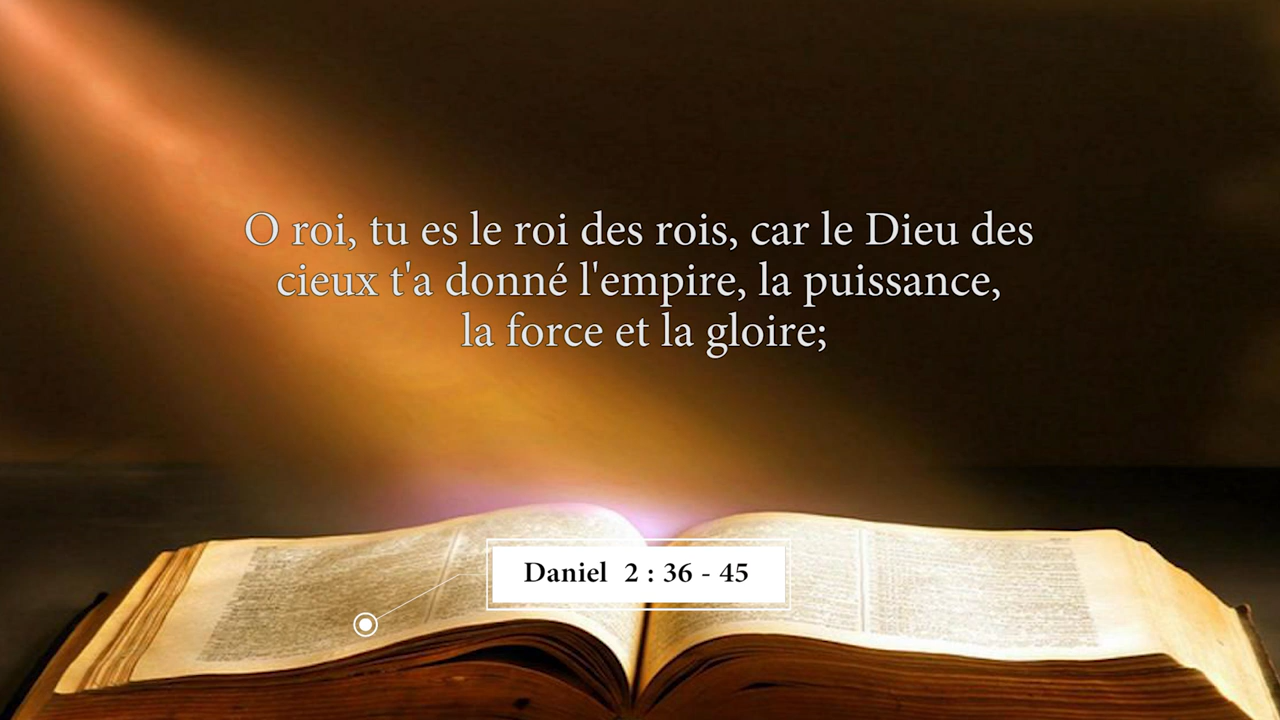 O roi, tu es le roi des rois, car le Dieu des
cieux t'a donné l'empire, la puissance,
la force et la gloire;
Daniel 2 : 36 - 45